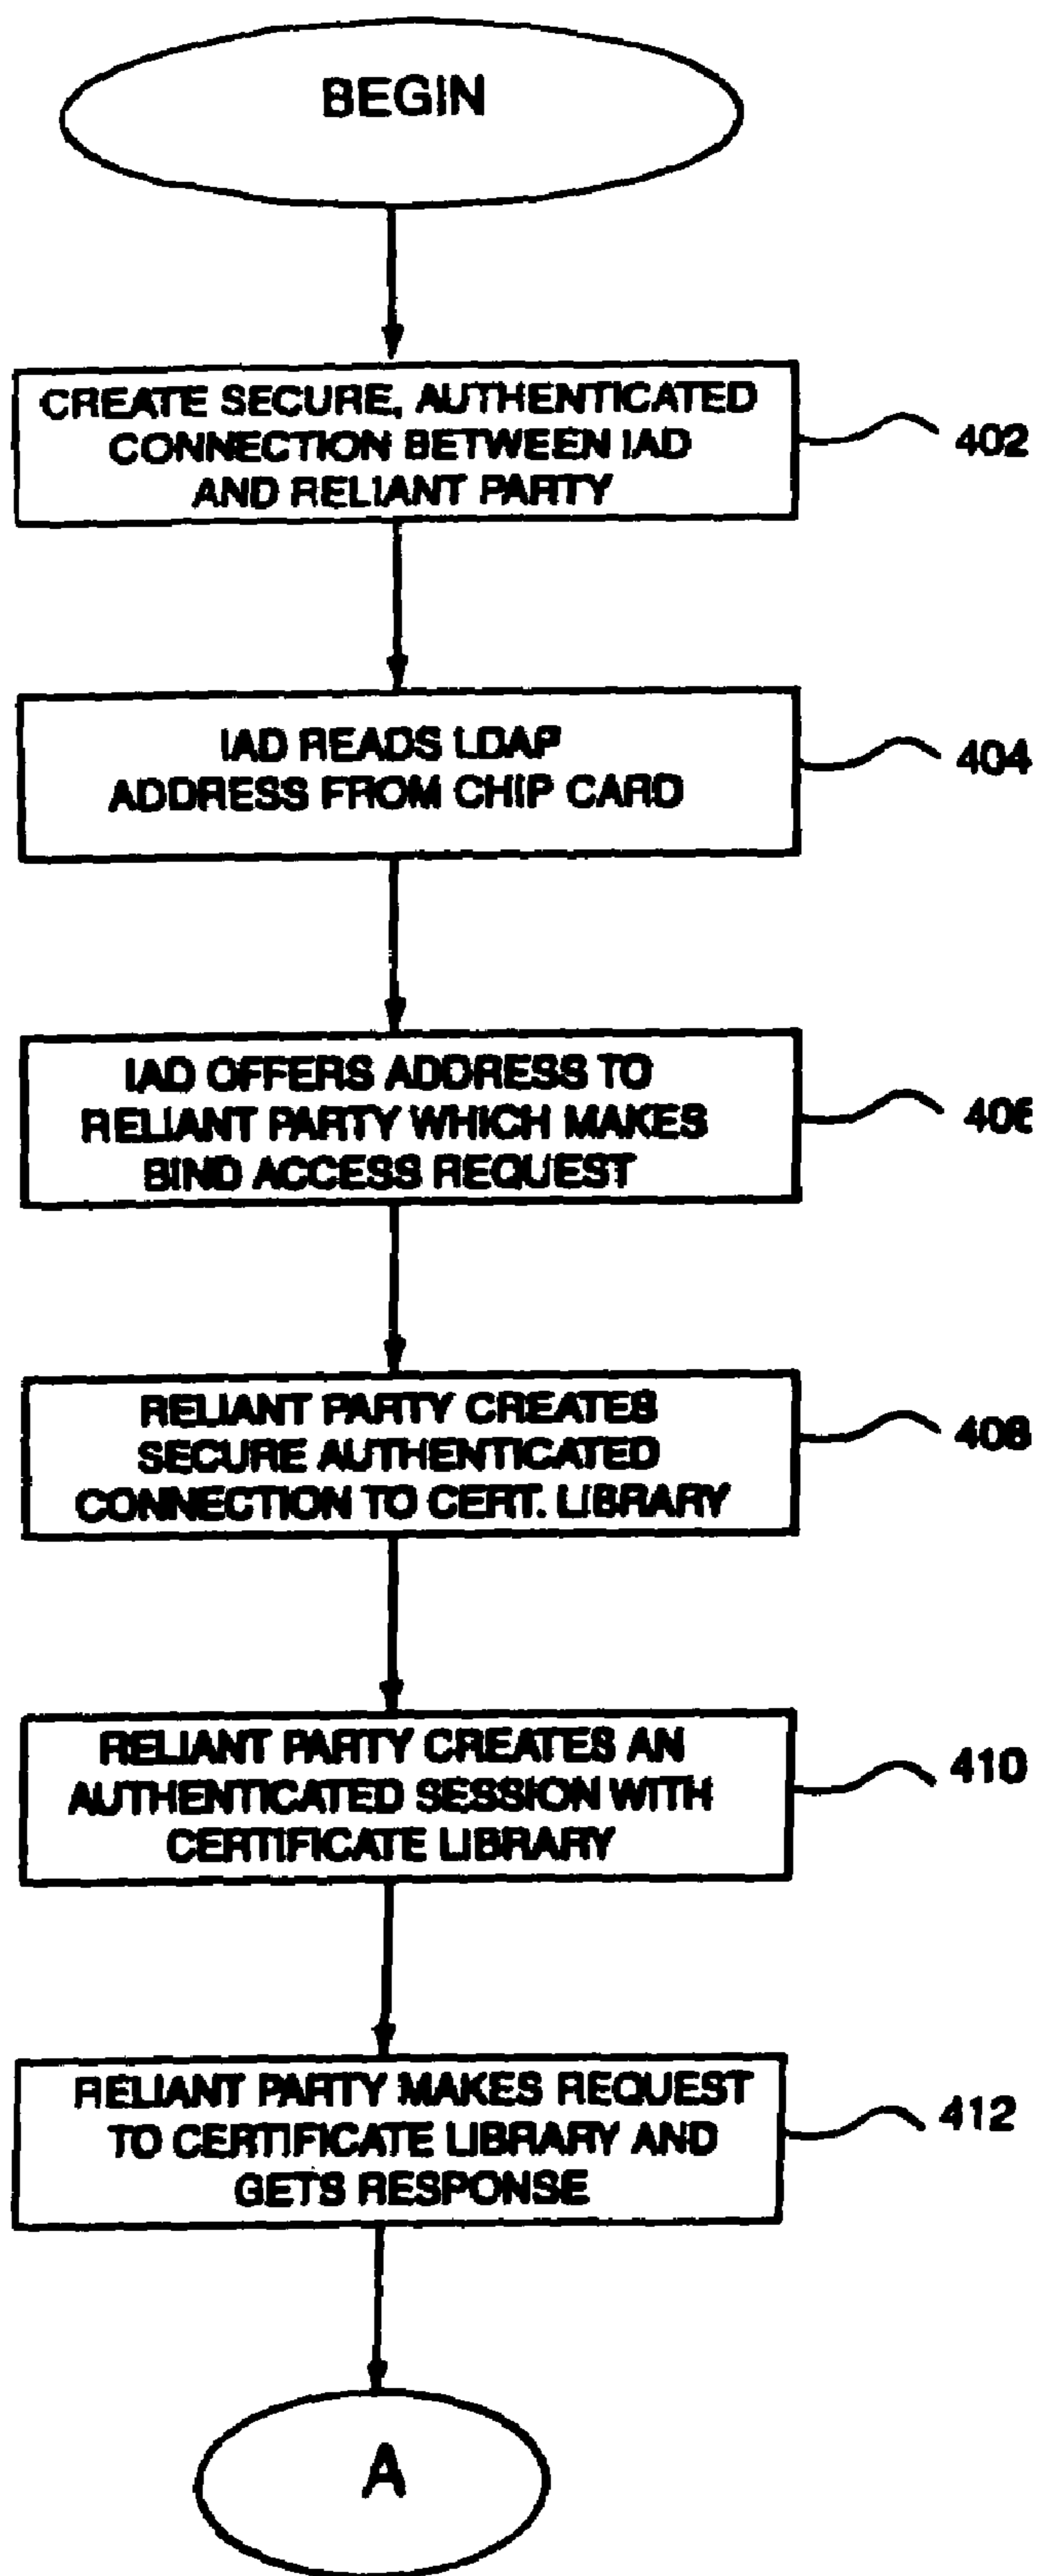 BEGIN
CREATE SECURE, AUTHENTICATED
CONNECTION BETWEEN IAD
AND RELIANT PARTY
402
IAD READS LDAP
ADDRESS FROM CHIP CARD
404
IAD OFFERS ADDRESS TO
RELIANT PARTY WHICH MAKES
BIND ACCESS REQUEST
406
RELIANT PARTY CREATES
SECURE AUTHENTICATED
CONNECTION TO CERT. LIBRARY
408
RELIANT PARTY CREATES AN
AUTHENTICATED SESSION WITH
CERTIFICATE LIBRARY
410
RELIANT PARTY MAKES REQUEST
TO CERTIFICATE LIBRARY AND
GETS RESPONSE
412
A